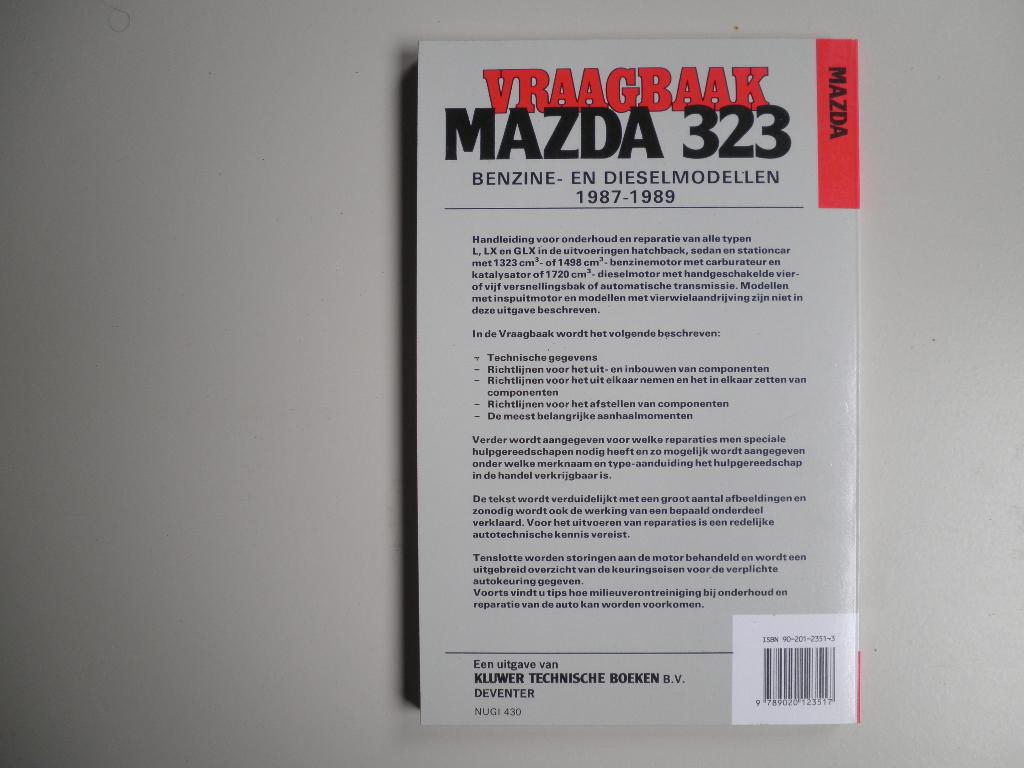 VRAAGBAAK
MAZDA 323
BENZINE- EN DIESELMODELLEN
1987-1989
MAZDA
Handleiding voor onderhoud en reparatie van alle typen
L, LX en GLX in de uitvoeringen hatchback, sedan en stationcar
met 1323 cm³- of 1498 cm³- benzinemotor met carburateur en
katalysator of 1720 cm³- dieselmotor met handgeschakelde vier-
of vijf versnellingsbak of automatische transmissie. Modellen
met inspuitmotor en modellen met vierwielaandrijving zijn niet in
deze uitgave beschreven.
In de Vraagbaak wordt het volgende beschreven:
– Technische gegevens
– Richtlijnen voor het uit- en inbouwen van componenten
– Richtlijnen voor het uit elkaar nemen en het in elkaar zetten van
componenten
– Richtlijnen voor het afstellen van componenten
– De meest belangrijke aanhaalmomenten
Verder wordt aangegeven voor welke reparaties men speciale
hulpgereedschapen nodig heeft en zo mogelijk wordt aangegeven
onder welke merknaam en type-aanduiding het hulpgereedschap
in de handel verkrijgbaar is.
De tekst wordt verduidelijkt met een groot aantal afbeeldingen en
zonodig wordt ook de werking van een bepaald onderdeel
verklaard. Voor het uitvoeren van reparaties is een redelijke
autotechnische kennis vereist.
Tenslotte worden storingen aan de motor behandeld en wordt een
uitgebreid overzicht van de keuringseisen voor de verplichte
autokeuring gegeven.
Voorts vindt u tips hoe milieuverontreiniging bij onderhoud en
reparatie van de auto kan worden voorkomen.
Een uitgave van
KLUWER TECHNISCHE BOEKEN B.V.
DEVENTER
NUGI 430
ISBN 90-201-2351-3
9 789020 123517